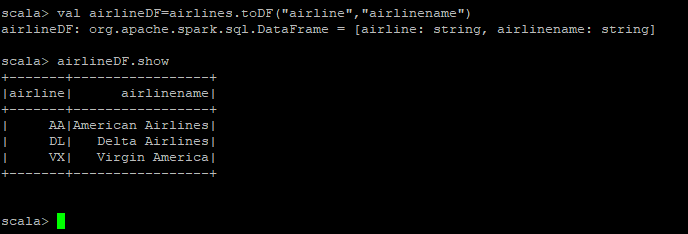 scala> val airlineDF=airlines.toDF("airline","airlinename")
airlineDF: org.apache.spark.sql.DataFrame = [airline: string, airlinename: string]
scala> airlineDF.show
+-------+-----------------+
|airline|      airlinename|
+-------+-----------------+
|     AA|American Airlines|
|     DL|   Delta Airlines|
|     VX|   Virgin America|
+-------+-----------------+
scala>